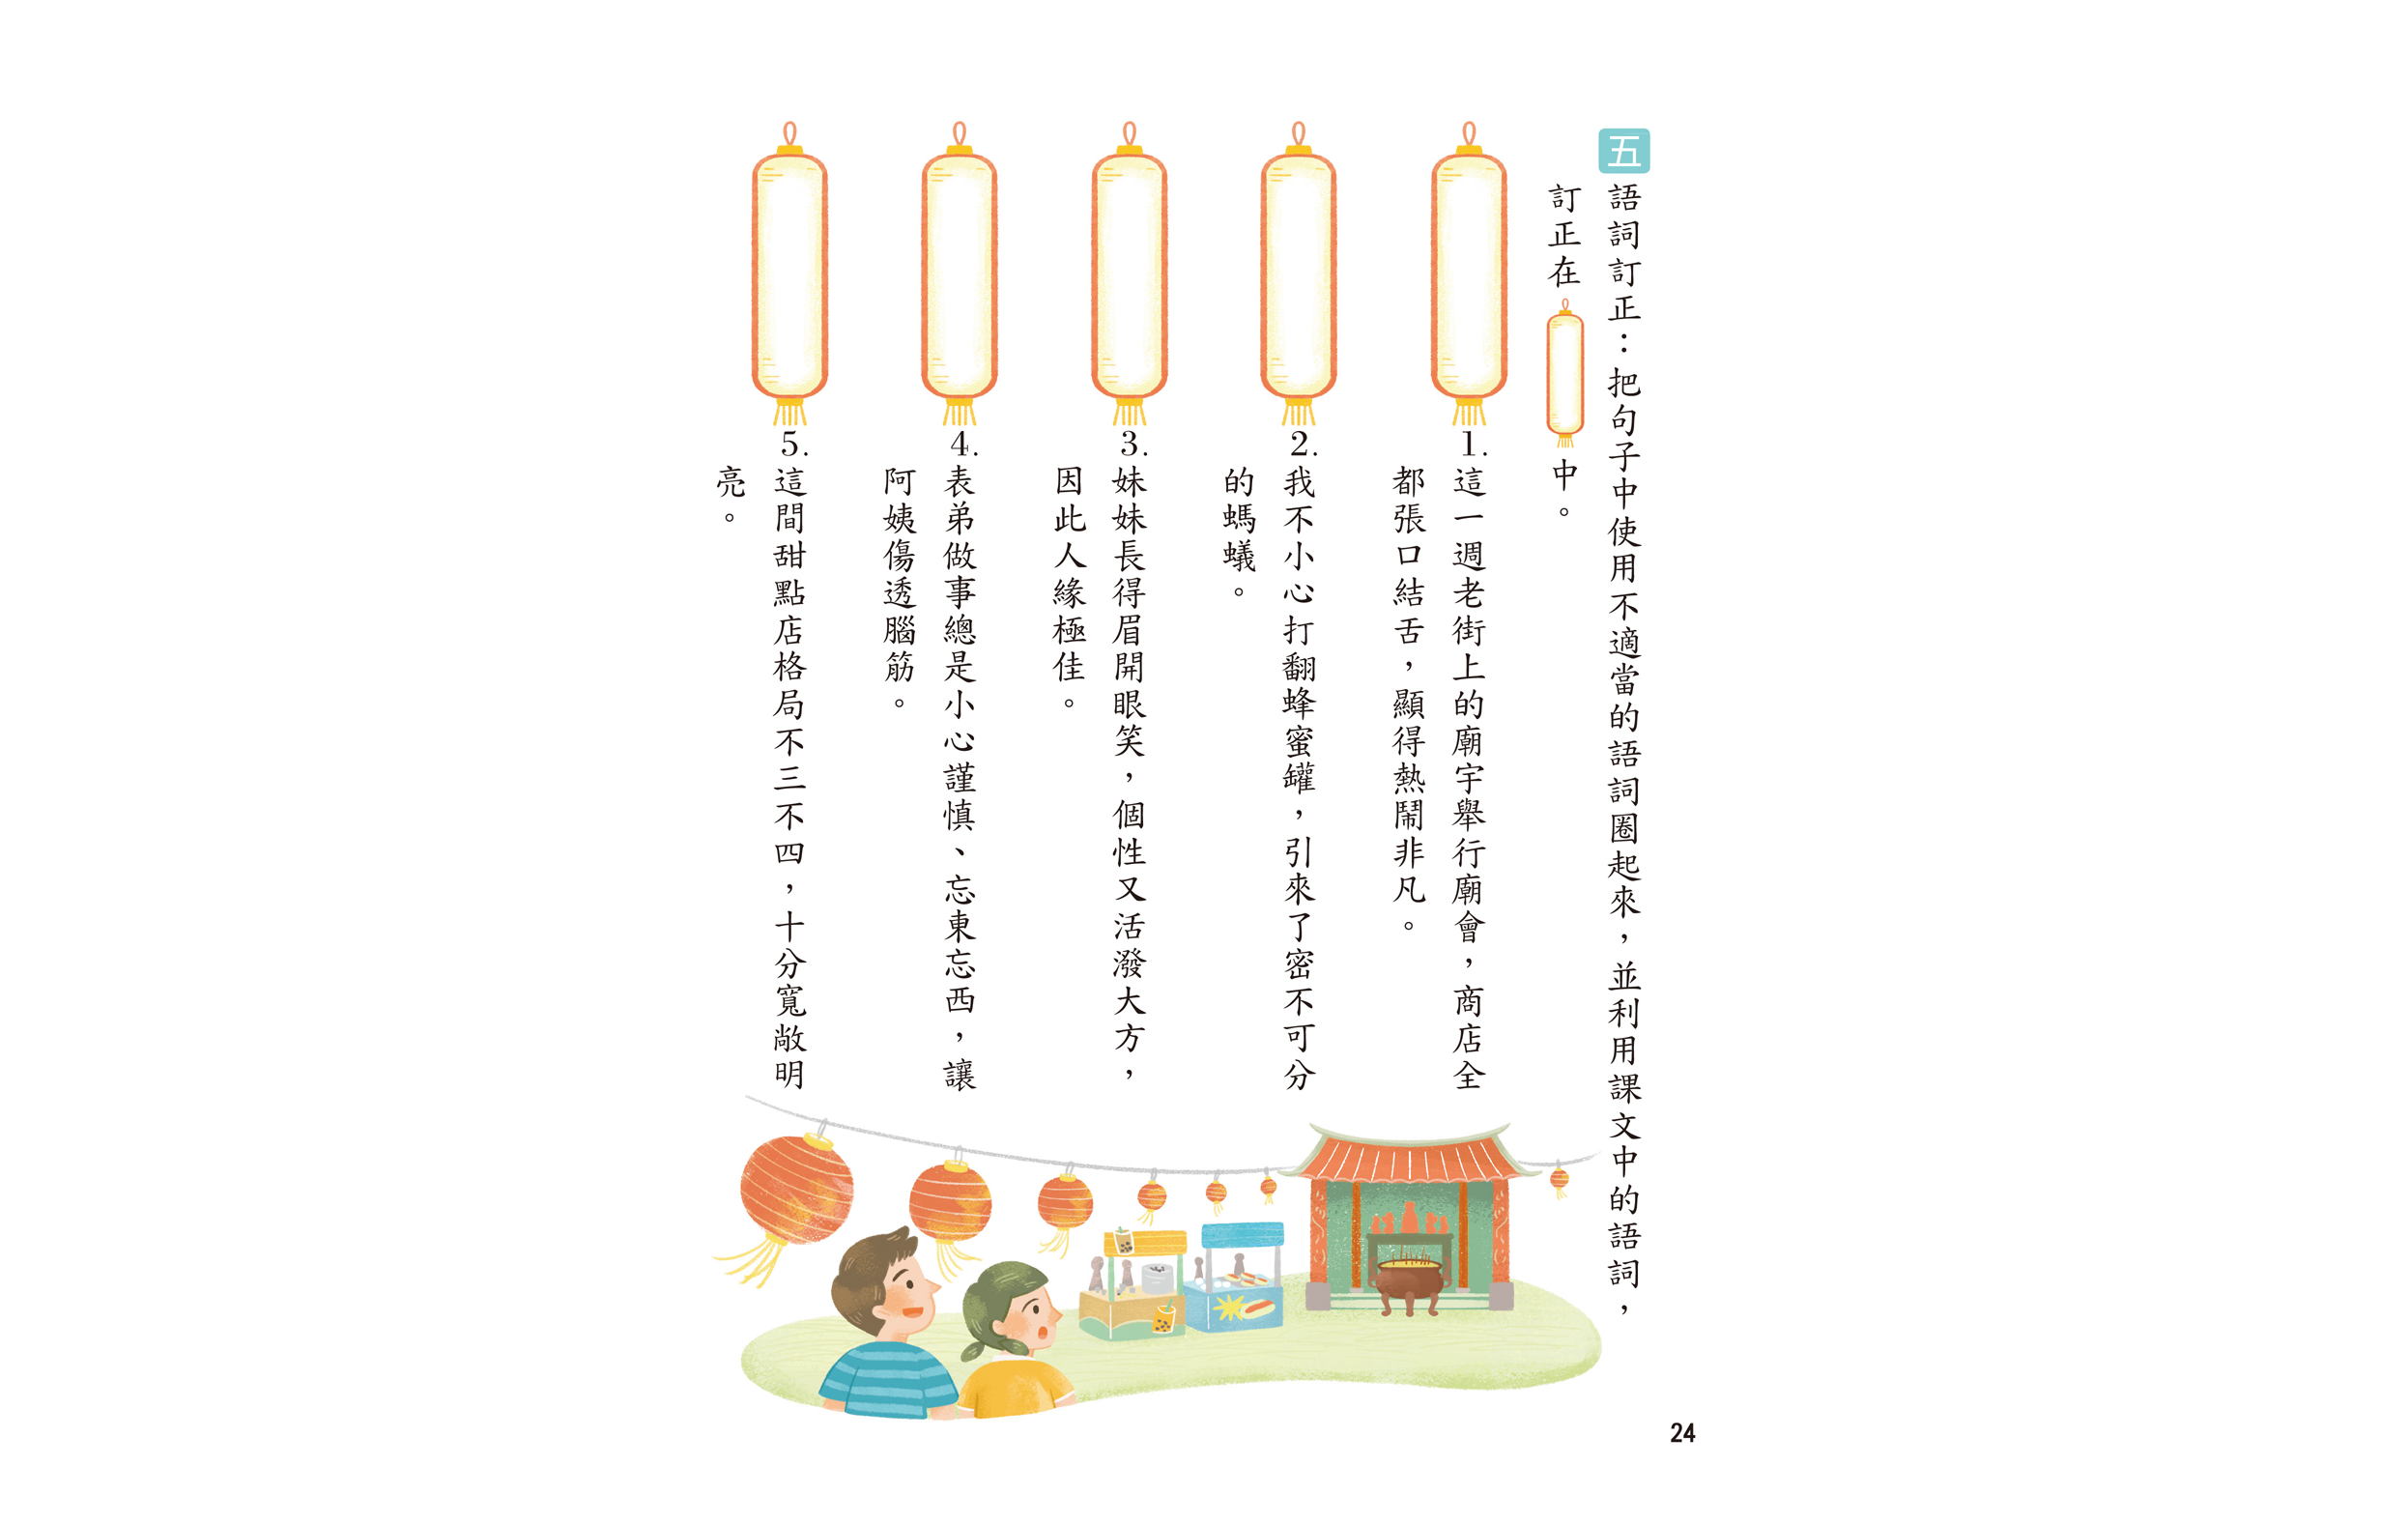 五
語詞訂正：把句子中使用不適當的語詞圈起來，並利用課文中的語詞，
訂正在 中。
1.這一週老街上的廟宇舉行廟會，商店全
都張口結舌，顯得熱鬧非凡。
2.我不小心打翻蜂蜜罐，引來了密不可分
的螞蟻。
3.妹妹長得眉開眼笑，個性又活潑大方，
因此人緣極佳。
4.表弟做事總是小心謹慎、忘東忘西，讓
阿姨傷透腦筋。
5.這間甜點店格局不三不四，十分寬敞明
亮。
24